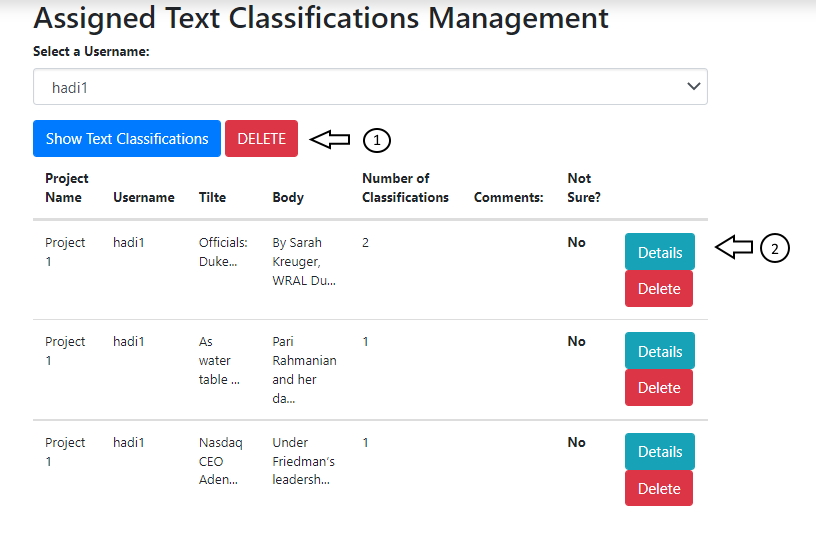 Assigned Text Classifications Management
Select a Username:
hadi1
Show Text Classifications DELETE 1
Project Name Username Tilte Body Number of Classifications Comments: Not Sure?
Project 1 hadi1 Officials: Duke... By Sarah Kreuger, WRAL Du... 2 No Details 2
Delete
Project 1 hadi1 As water table ... Pari Rahmanian and her da... 1 No Details
Delete
Project 1 hadi1 Nasdaq CEO Aden... Under Friedman's leadersh... 1 No Details
Delete